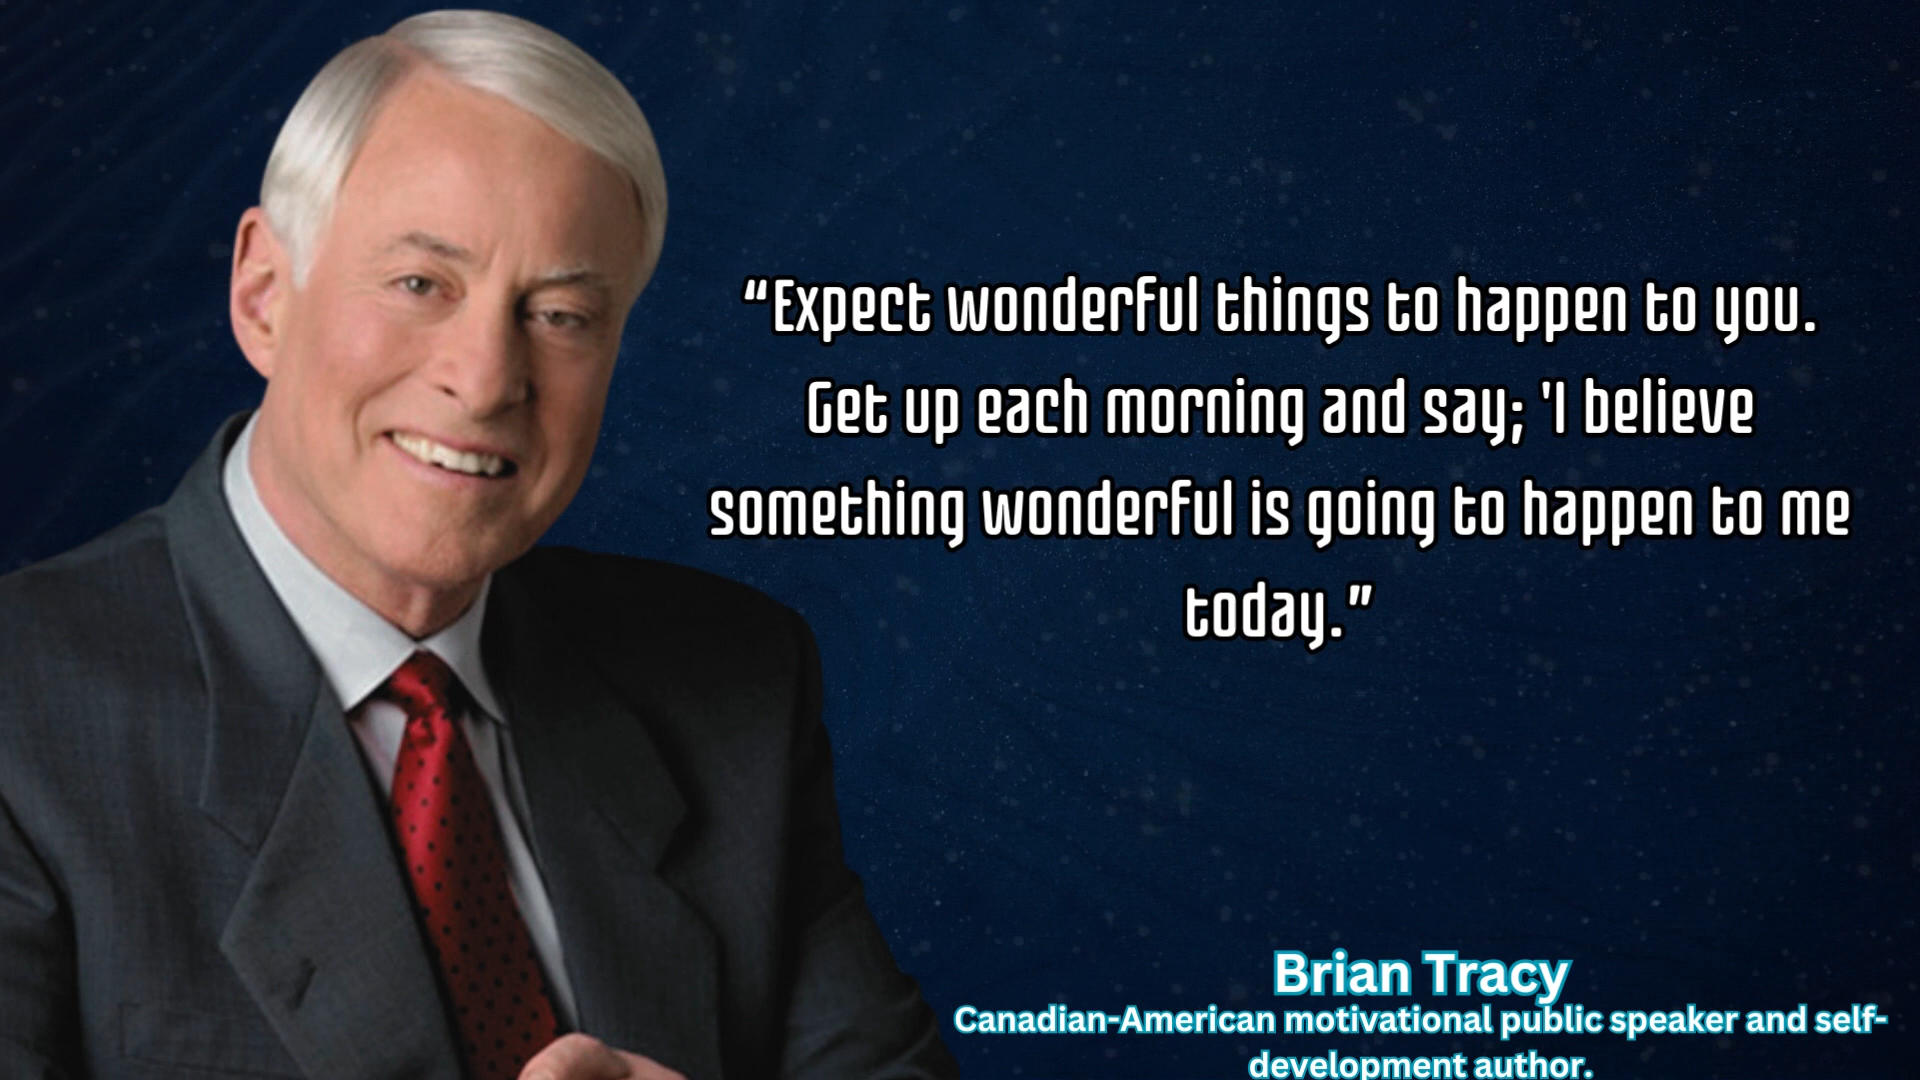 “Expect wonderful things to happen to you.
Get up each morning and say; 'I believe
something wonderful is going to happen to me
today.”
Brian Tracy
Canadian-American motivational public speaker and self-
development author.